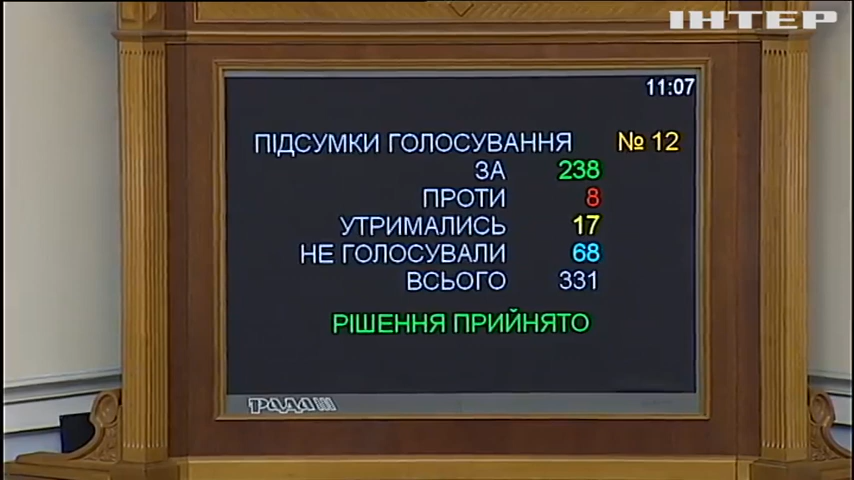 ІНТЕР
11:07
ПІДСУМКИ ГОЛОСУВАННЯ № 12
ЗА 238
ПРОТИ 8
УТРИМАЛИСЬ 17
НЕ ГОЛОСУВАЛИ 68
ВСЬОГО 331
РІШЕННЯ ПРИЙНЯТО
РАДА